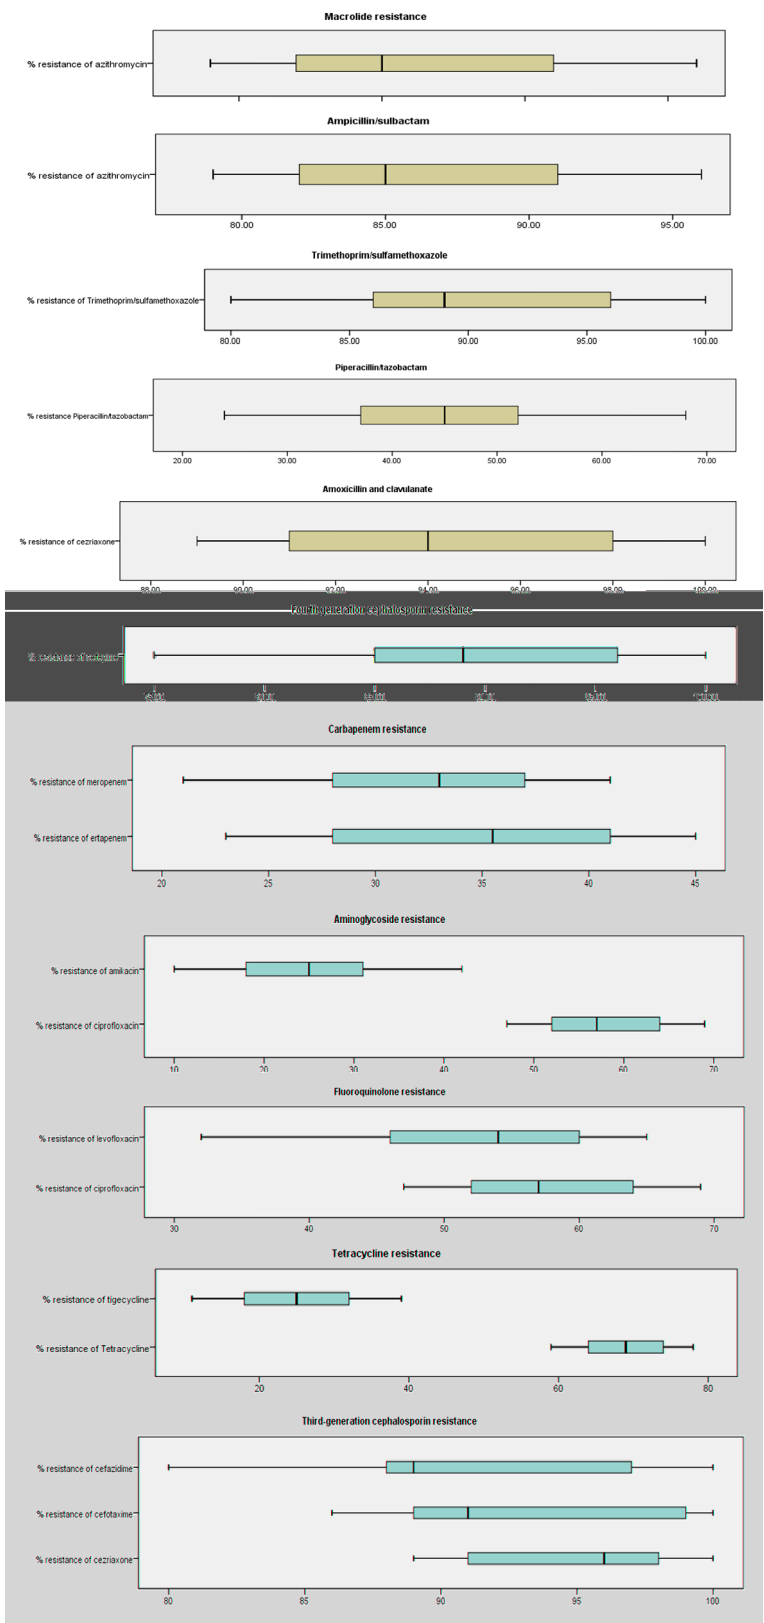 Macrolide resistance
% resistance of azithromycin
Ampicillin/sulbactam
% resistance of azithromycin
80.00 85.00 90.00 95.00
Trimethoprim/sulfamethoxazole
% resistance of Trimethoprim/sulfamethoxazole
80.00 85.00 90.00 95.00 100.00
Piperacillin/tazobactam
% resistance Piperacillin/tazobactam
20.00 30.00 40.00 50.00 60.00 70.00
Amoxicillin and clavulanate
% resistance of cezriaxone
88.00 90.00 92.00 94.00 96.00 98.00 100.00
Fourth-generation cephalosporin resistance
% resistance of
Carbapenem resistance
% resistance of meropenem
% resistance of ertapenem
20 25 30 35 40 45
Aminoglycoside resistance
% resistance of amikacin
% resistance of ciprofloxacin
10 20 30 40 50 60 70
Fluoroquinolone resistance
% resistance of levofloxacin
% resistance of ciprofloxacin
30 40 50 60 70
Tetracycline resistance
% resistance of tigecycline
% resistance of Tetracycline
20 40 60 80
Third-generation cephalosporin resistance
% resistance of cefazidime
% resistance of cefotaxime
% resistance of cezriaxone
80 85 90 95 100